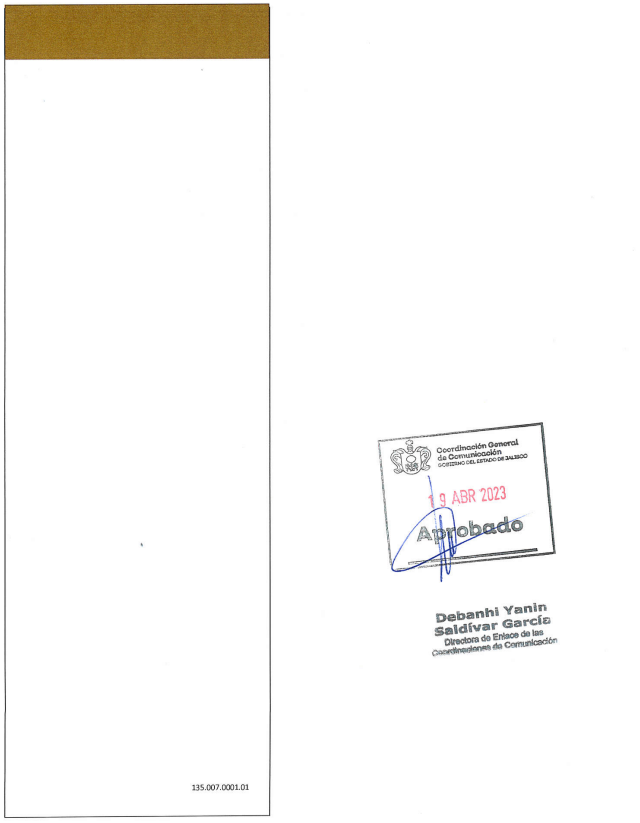 Coordinación General
de Comunicación
GOBIERNO DEL ESTADO DE JALISCO
19 ABR 2023
Aprobado
Debanhi Yanin
Saldívar García
Directora de Enlace de las
Coordinaciones de Comunicación
135.007.0001.01